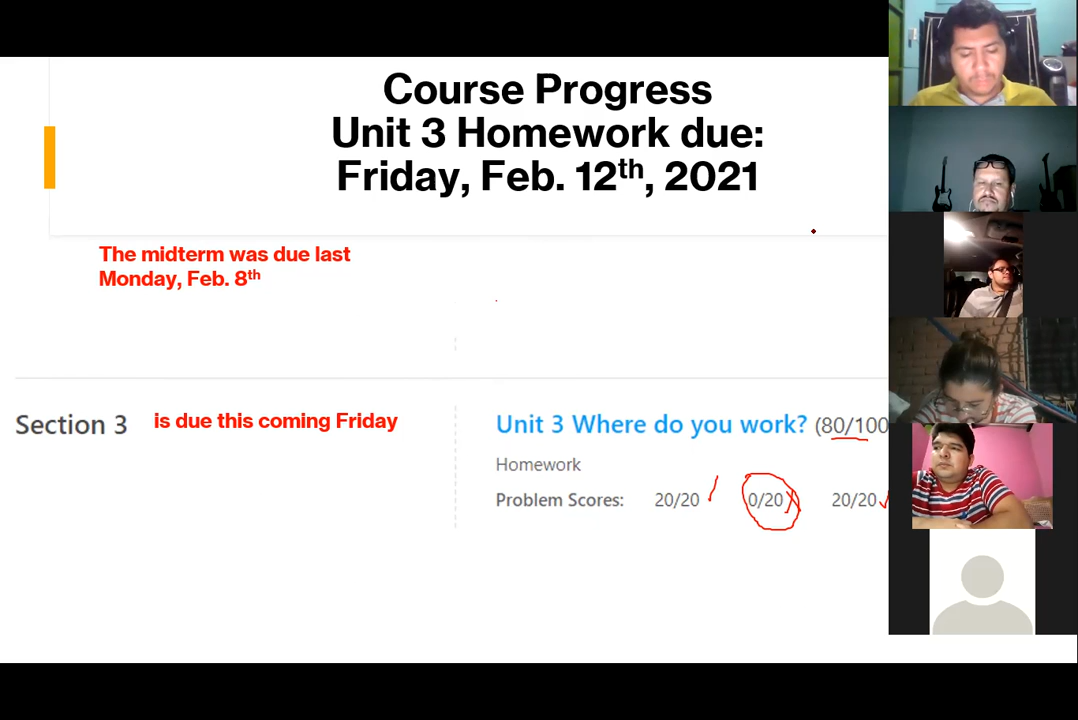 Course Progress
Unit 3 Homework due:
Friday, Feb. 12th, 2021
The midterm was due last
Monday, Feb. 8th
Section 3
is due this coming Friday
Unit 3 Where do you work? (80/100
Homework
Problem Scores: 20/20 0/20 20/20